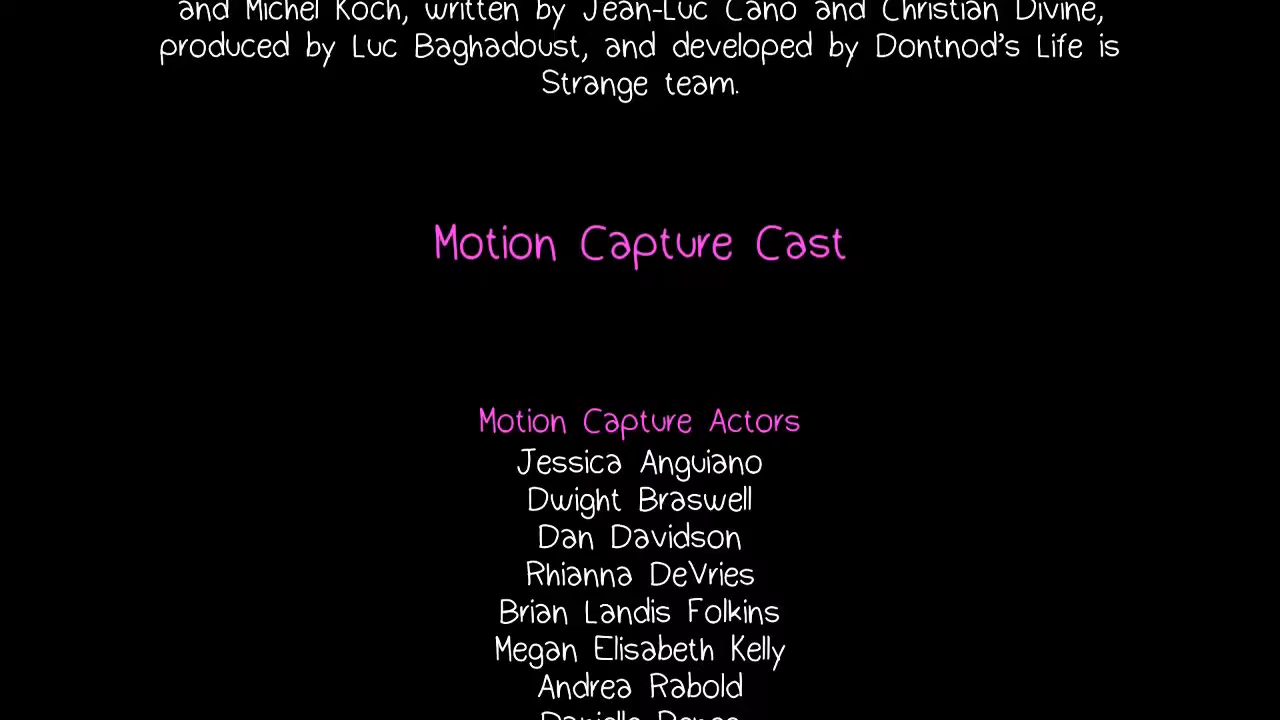 and Michel Koch, written by Jean-Luc Cano and Christian Divine,
produced by Luc Baghadoust, and developed by Dontnod's Life is
Strange team.
Motion Capture Cast
Motion Capture Actors
Jessica Anguiano
Dwight Braswell
Dan Davidson
Rhianna DeVries
Brian Landis Folkins
Megan Elisabeth Kelly
Andrea Rabold